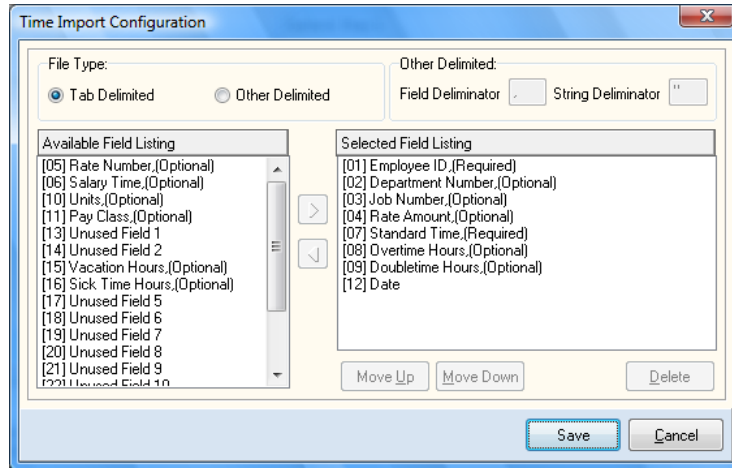 Time Import Configuration
File Type:
Tab Delimited
Other Delimited
Other Delimited:
Field Deliminator
,
String Deliminator
"
Available Field Listing
[05] Rate Number,(Optional)
[06] Salary Time,(Optional)
[10] Units,(Optional)
[11] Pay Class,(Optional)
[13] Unused Field 1
[14] Unused Field 2
[15] Vacation Hours,(Optional)
[16] Sick Time Hours,(Optional)
[17] Unused Field 5
[18] Unused Field 6
[19] Unused Field 7
[20] Unused Field 8
[21] Unused Field 9
[22] Unused Field 10
Selected Field Listing
[01] Employee ID,(Required)
[02] Department Number,(Optional)
[03] Job Number,(Optional)
[04] Rate Amount,(Optional)
[07] Standard Time,(Required)
[08] Overtime Hours,(Optional)
[09] Doubletime Hours,(Optional)
[12] Date
Move Up
Move Down
Delete
Save
Cancel